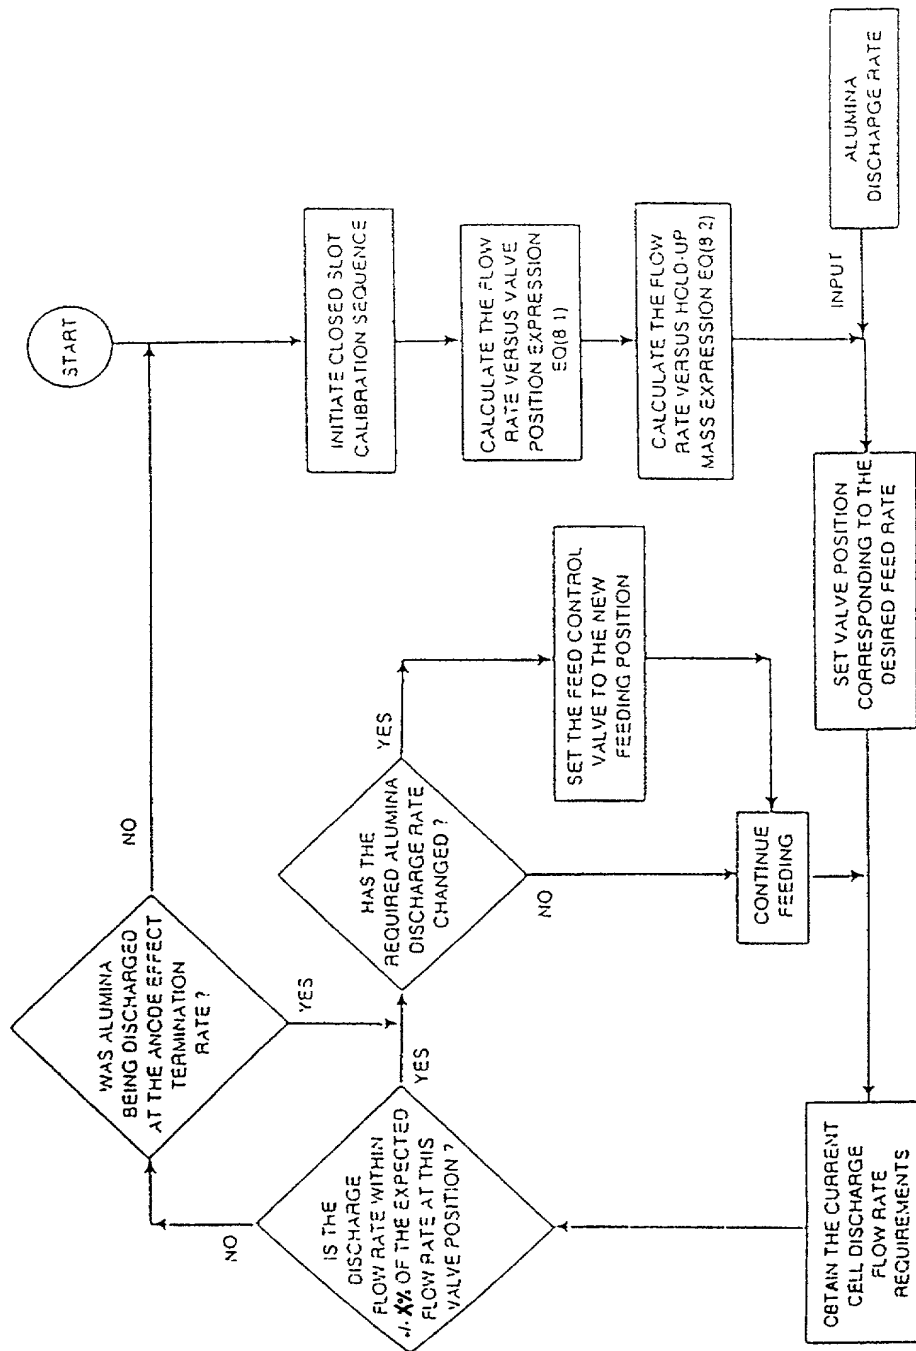 START
INITIATE CLOSED SLOT
CALIBRATION SEQUENCE
CALCULATE THE FLOW
RATE VERSUS VALVE
POSITION EXPRESSION
EQ(8 1)
CALCULATE THE FLOW
RATE VERSUS HOLD-UP
MASS EXPRESSION EQ(8 2)
ALUMINA
DISCHARGE RATE
INPUT
SET VALVE POSITION
CORRESPONDING TO THE
DESIRED FEED RATE
OBTAIN THE CURRENT
CELL DISCHARGE
FLOW RATE
REQUIREMENTS
IS THE
DISCHARGE
FLOW RATE WITHIN
+/- X% OF THE EXPECTED
FLOW RATE AT THIS
VALVE POSITION ?
NO
YES
WAS ALUMINA
BEING DISCHARGED
AT THE ANODE EFFECT
TERMINATION
RATE ?
NO
YES
HAS THE
REQUIRED ALUMINA
DISCHARGE RATE
CHANGED ?
YES
NO
SET THE FEED CONTROL
VALVE TO THE NEW
FEEDING POSITION
CONTINUE
FEEDING